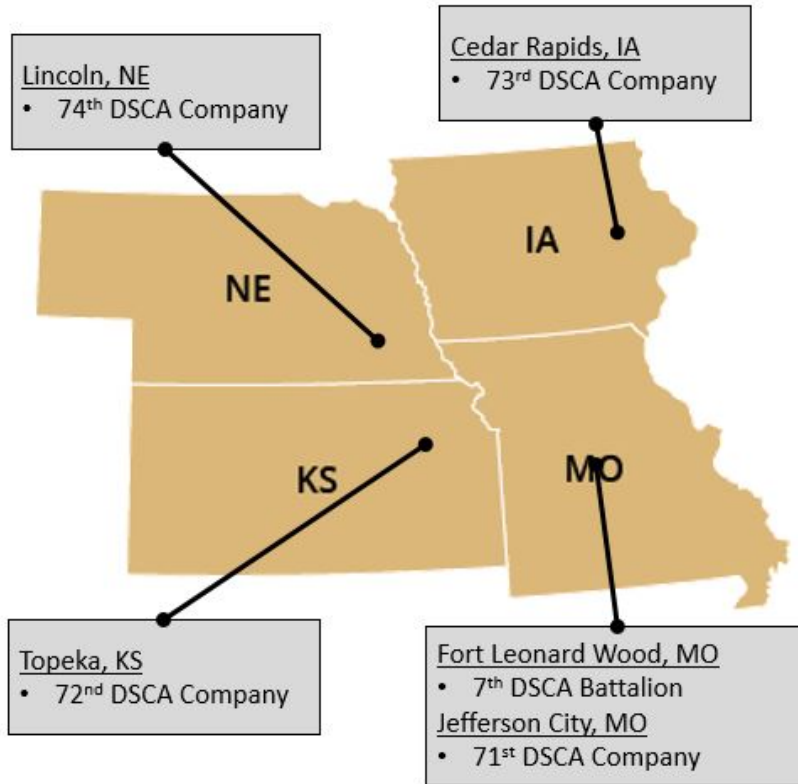 Lincoln, NE
• 74th DSCA Company
Cedar Rapids, IA
• 73rd DSCA Company
NE
IA
KS
MO
Topeka, KS
• 72nd DSCA Company
Fort Leonard Wood, MO
• 7th DSCA Battalion
Jefferson City, MO
• 71st DSCA Company